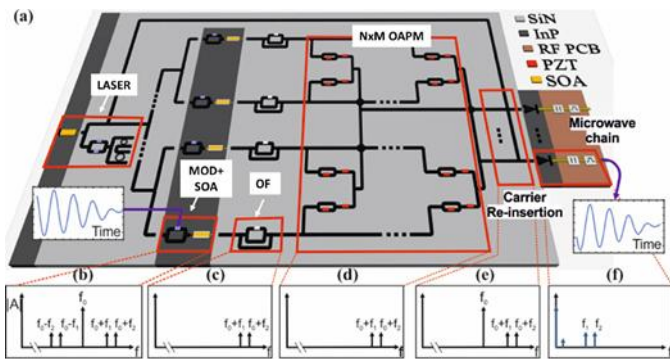 (a)
NxM OAPM
SiN
InP
RF PCB
PZT
SOA
LASER
Microwave
chain
MOD+
SOA
OF
Carrier
Re-insertion
Time
Time
(b)
(c)
(d)
(e)
(f)
|A|
f₀
f₀-f₂ f₀-f₁ f₀+f₁ f₀+f₂
f
f₀+f₁ f₀+f₂
f
f₀+f₁ f₀+f₂
f
f₀
f₀+f₁ f₀+f₂
f
f₁ f₂
f